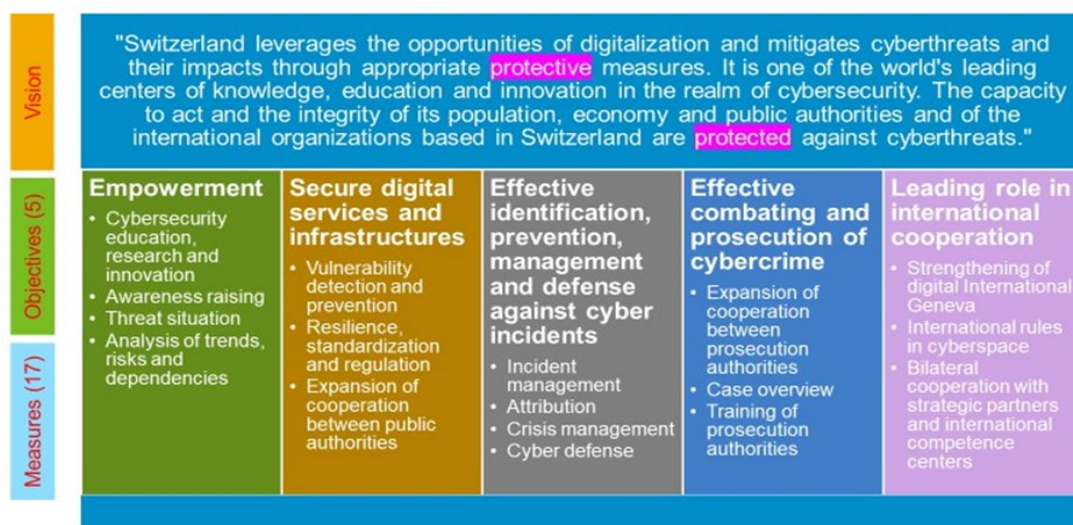 Vision
"Switzerland leverages the opportunities of digitalization and mitigates cyberthreats and
their impacts through appropriate protective measures. It is one of the world's leading
centers of knowledge, education and innovation in the realm of cybersecurity. The capacity
to act and the integrity of its population, economy and public authorities and of the
international organizations based in Switzerland are protected against cyberthreats."
Objectives (5)
Measures (17)
Empowerment
• Cybersecurity
education,
research and
innovation
• Awareness raising
• Threat situation
• Analysis of trends,
risks and
dependencies
Secure digital
services and
infrastructures
• Vulnerability
detection and
prevention
• Resilience,
standardization
and regulation
• Expansion of
cooperation
between public
authorities
Effective
identification,
prevention,
management
and defense
against cyber
incidents
• Incident
management
• Attribution
• Crisis management
• Cyber defense
Effective
combating and
prosecution of
cybercrime
• Expansion of
cooperation
between
prosecution
authorities
• Case overview
• Training of
prosecution
authorities
Leading role in
international
cooperation
• Strengthening of
digital International
Geneva
• International rules
in cyberspace
• Bilateral
cooperation with
strategic partners
and international
competence
centers